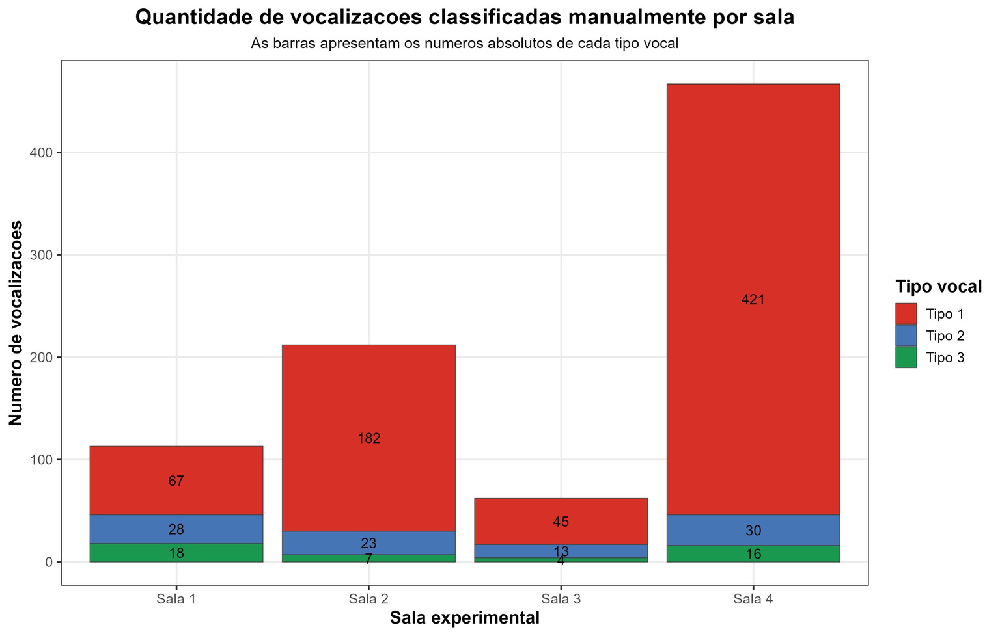 Quantidade de vocalizacoes classificadas manualmente por sala
As barras apresentam os numeros absolutos de cada tipo vocal
Numero de vocalizacoes
400
300
200
100
0
67
28
18
182
23
7
45
13
4
421
30
16
Sala 1
Sala 2
Sala 3
Sala 4
Sala experimental
Tipo vocal
Tipo 1
Tipo 2
Tipo 3